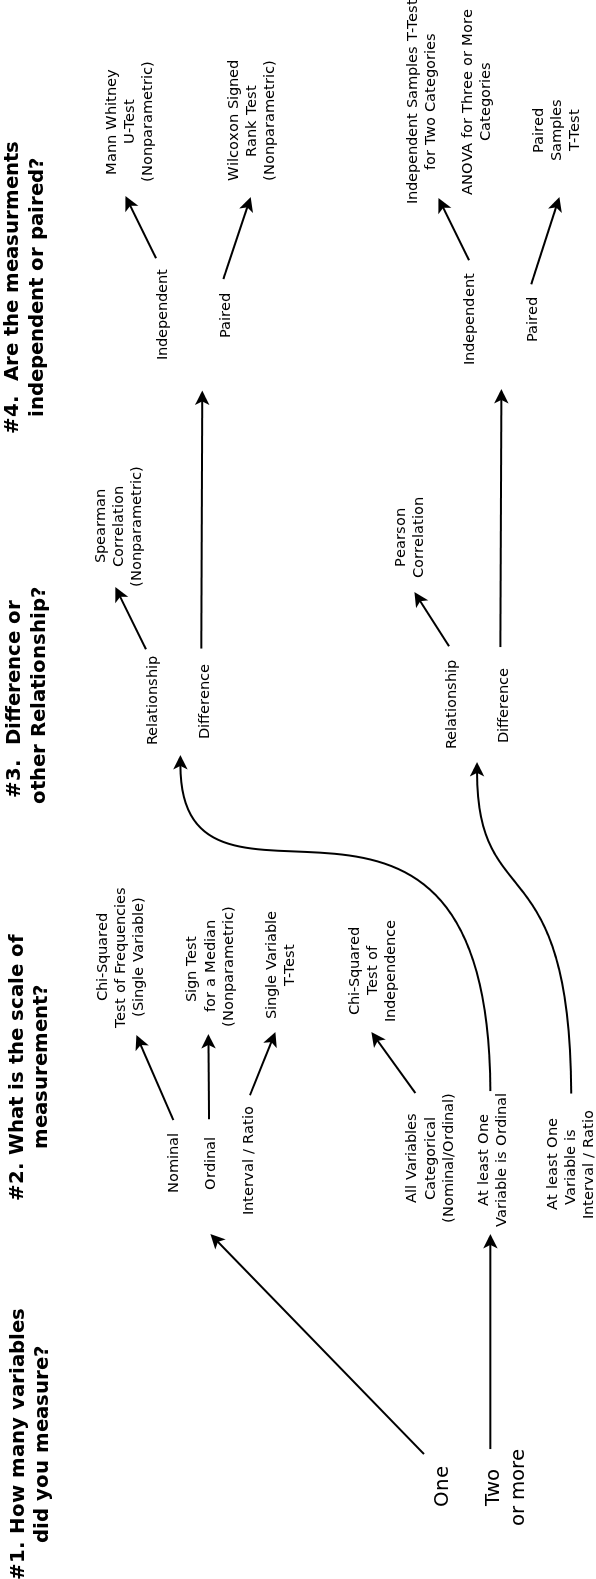 #1. How many variables
did you measure?
One
Two
or more
#2. What is the scale of
measurement?
Nominal
Chi-Squared
Test of Frequencies
(Single Variable)
Ordinal
Sign Test
for a Median
(Nonparametric)
Interval / Ratio
Single Variable
T-Test
All Variables
Categorical
(Nominal/Ordinal)
Chi-Squared
Test of
Independence
At least One
Variable is Ordinal
At least One
Variable is
Interval / Ratio
#3.  Difference or
other Relationship?
Relationship
Spearman
Correlation
(Nonparametric)
Difference
Relationship
Pearson
Correlation
Difference
#4.  Are the measurments
independent or paired?
Independent
Mann Whitney
U-Test
(Nonparametric)
Paired
Wilcoxon Signed
Rank Test
(Nonparametric)
Independent
Independent Samples T-Test
for Two Categories
ANOVA for Three or More
Categories
Paired
Paired
Samples
T-Test